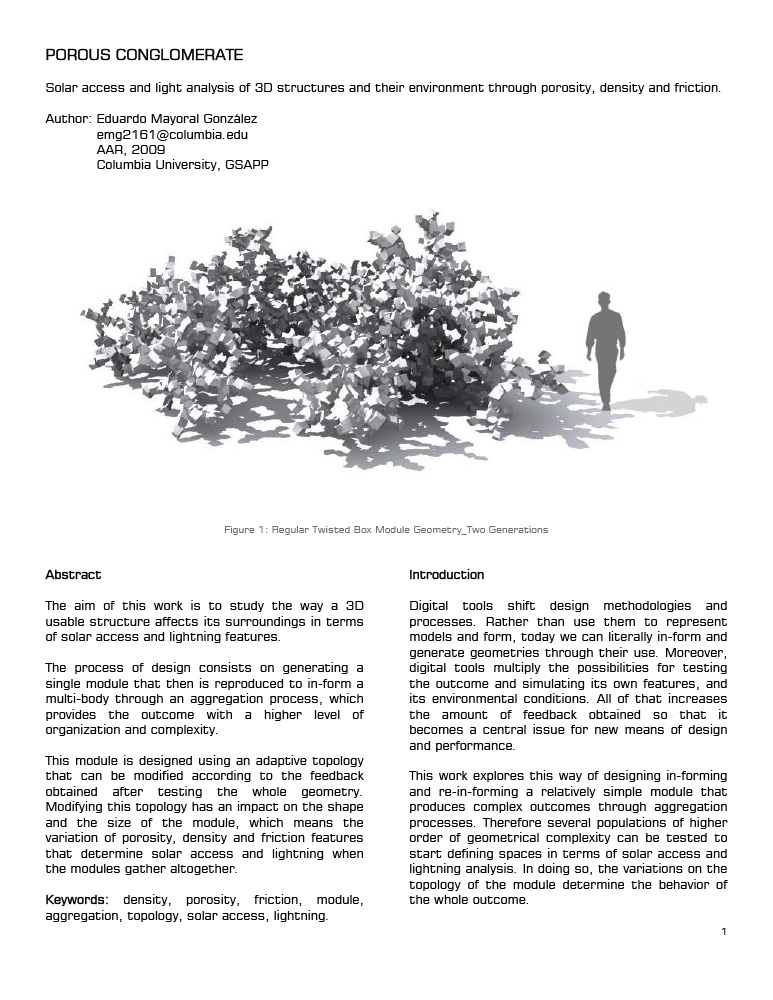 POROUS CONGLOMERATE
Solar access and light analysis of 3D structures and their environment through porosity, density and friction.
Author: Eduardo Mayoral González
emg2161@columbia.edu
AAR, 2009
Columbia University, GSAPP
Figure 1: Regular Twisted Box Module Geometry_Two Generations
Abstract
The aim of this work is to study the way a 3D
usable structure affects its surroundings in terms
of solar access and lightning features.
The process of design consists on generating a
single module that then is reproduced to in-form a
multi-body through an aggregation process, which
provides the outcome with a higher level of
organization and complexity.
This module is designed using an adaptive topology
that can be modified according to the feedback
obtained after testing the whole geometry.
Modifying this topology has an impact on the shape
and the size of the module, which means the
variation of porosity, density and friction features
that determine solar access and lightning when
the modules gather altogether.
Keywords: density, porosity, friction, module,
aggregation, topology, solar access, lightning.
Introduction
Digital tools shift design methodologies and
processes. Rather than use them to represent
models and form, today we can literally in-form and
generate geometries through their use. Moreover,
digital tools multiply the possibilities for testing
the outcome and simulating its own features, and
its environmental conditions. All of that increases
the amount of feedback obtained so that it
becomes a central issue for new means of design
and performance.
This work explores this way of designing in-forming
and re-in-forming a relatively simple module that
produces complex outcomes through aggregation
processes. Therefore several populations of higher
order of geometrical complexity can be tested to
start defining spaces in terms of solar access and
lightning analysis. In doing so, the variations on the
topology of the module determine the behavior of
the whole outcome.
1